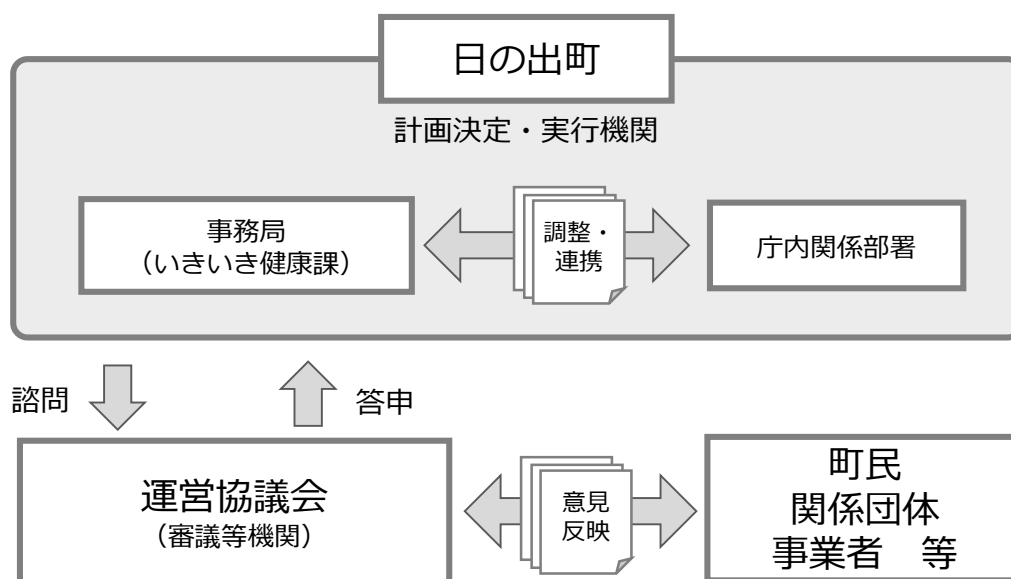 日の出町
計画決定・実行機関
事務局
（いきいき健康課）
調整・
連携
庁内関係部署
諮問
答申
運営協議会
（審議等機関）
意見
反映
町民
関係団体
事業者　等